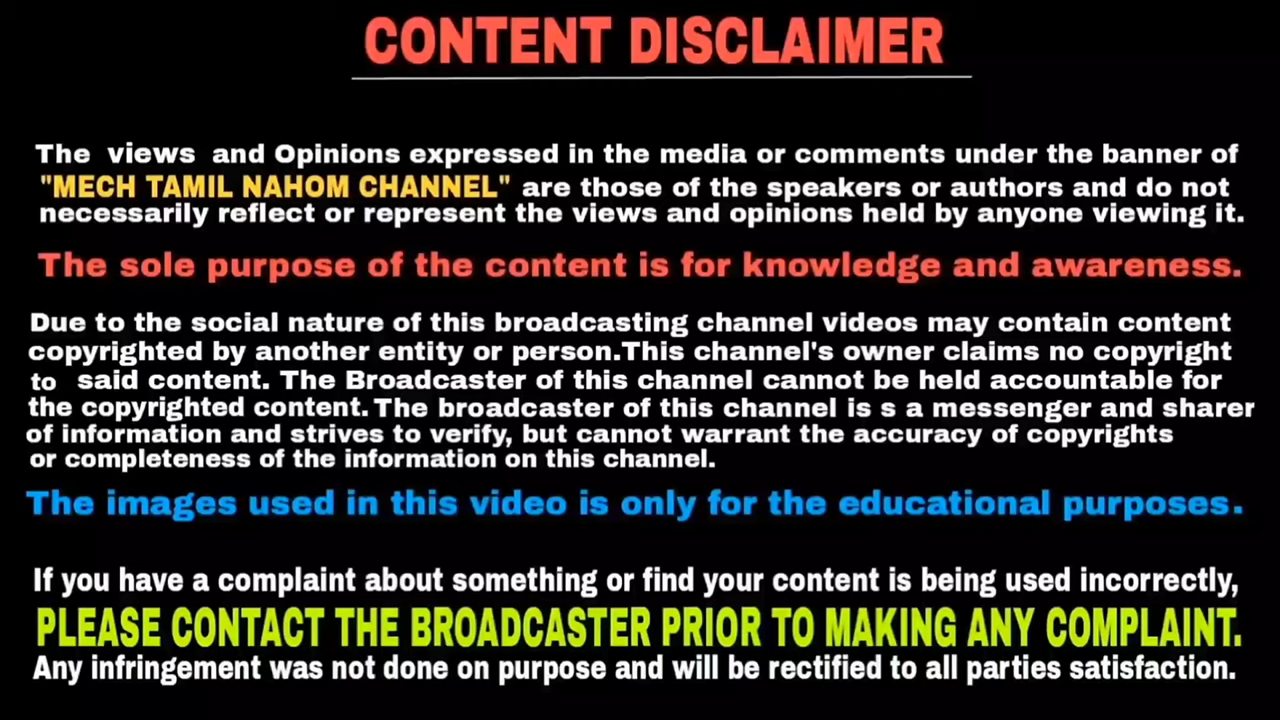 CONTENT DISCLAIMER
The views and Opinions expressed in the media or comments under the banner of
"MECH TAMIL NAHOM CHANNEL" are those of the speakers or authors and do not
necessarily reflect or represent the views and opinions held by anyone viewing it.
The sole purpose of the content is for knowledge and awareness.
Due to the social nature of this broadcasting channel videos may contain content
copyrighted by another entity or person.This channel's owner claims no copyright
to said content. The Broadcaster of this channel cannot be held accountable for
the copyrighted content. The broadcaster of this channel is s a messenger and sharer
of information and strives to verify, but cannot warrant the accuracy of copyrights
or completeness of the information on this channel.
The images used in this video is only for the educational purposes.
If you have a complaint about something or find your content is being used incorrectly,
PLEASE CONTACT THE BROADCASTER PRIOR TO MAKING ANY COMPLAINT.
Any infringement was not done on purpose and will be rectified to all parties satisfaction.